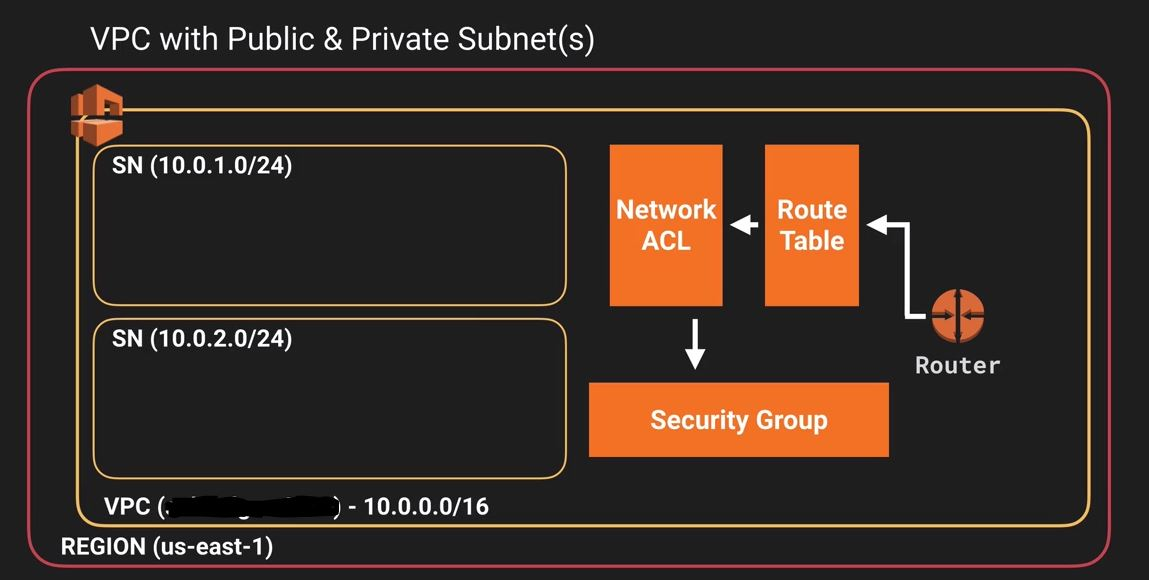 VPC with Public & Private Subnet(s)
SN (10.0.1.0/24)
Network
ACL
Route
Table
SN (10.0.2.0/24)
Router
Security Group
VPC ( ) - 10.0.0.0/16
REGION (us-east-1)